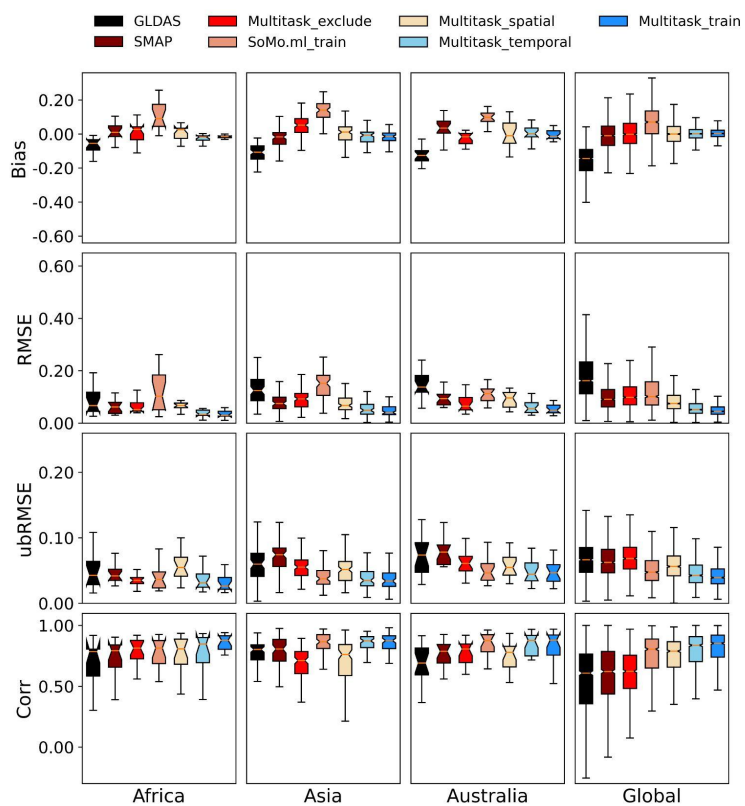 GLDAS Multitask_exclude Multitask_spatial Multitask_train
SMAP SoMo.ml_train Multitask_temporal
Bias
0.20
0.00
-0.20
-0.40
-0.60
RMSE
0.60
0.40
0.20
0.00
ubRMSE
0.20
0.10
0.00
Corr
1.00
0.50
0.00
Africa Asia Australia Global